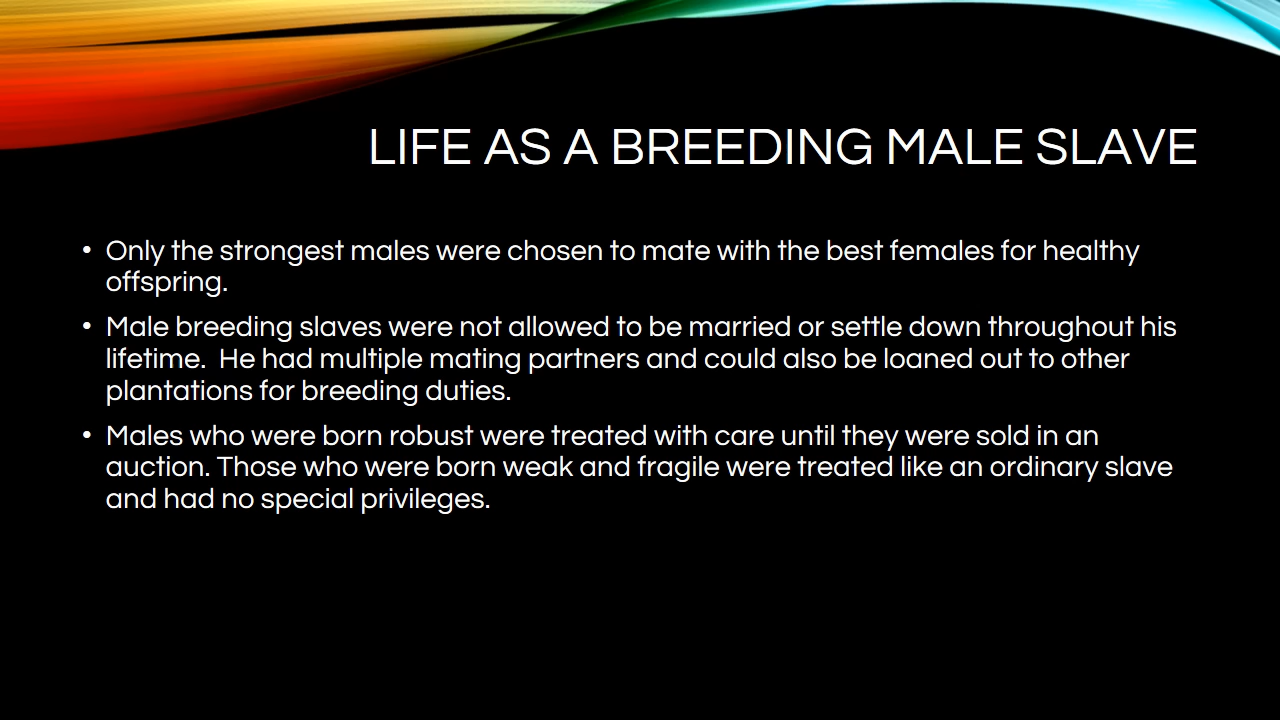 LIFE AS A BREEDING MALE SLAVE
• Only the strongest males were chosen to mate with the best females for healthy
offspring.
• Male breeding slaves were not allowed to be married or settle down throughout his
lifetime.  He had multiple mating partners and could also be loaned out to other
plantations for breeding duties.
• Males who were born robust were treated with care until they were sold in an
auction. Those who were born weak and fragile were treated like an ordinary slave
and had no special privileges.